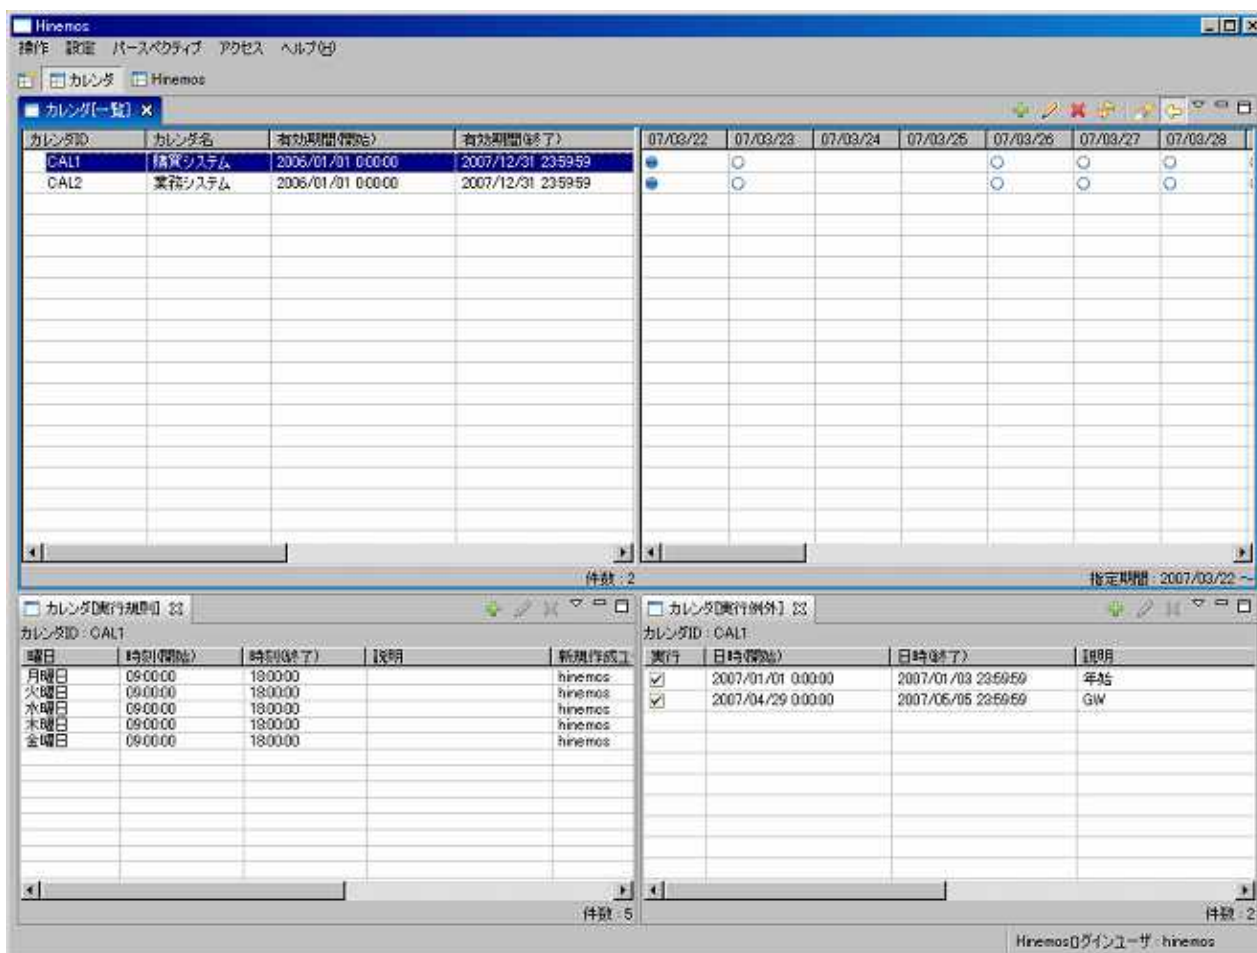 Hinemos
操作 設定 パースペクティブ アクセス ヘルプ(H)
カレンダ Hinemos
カレンダ[一覧]
カレンダID カレンダ名 有効期間(開始) 有効期間(終了) 07/03/22 07/03/23 07/03/24 07/03/25 07/03/26 07/03/27 07/03/28
CAL1 購買システム 2006/01/01 0:00:00 2007/12/31 23:59:59
CAL2 業務システム 2006/01/01 0:00:00 2007/12/31 23:59:59
件数 : 2 指定期間 : 2007/03/22 ~
カレンダ[実行規則] カレンダ[実行例外]
カレンダID : CAL1 カレンダID : CAL1
曜日 時刻(開始) 時刻(終了) 説明 新規作成ユ 実行 日時(開始) 日時(終了) 説明
月曜日 09:00:00 18:00:00 hinemos 2007/01/01 0:00:00 2007/01/03 23:59:59 年始
火曜日 09:00:00 18:00:00 hinemos 2007/04/29 0:00:00 2007/05/05 23:59:59 GW
水曜日 09:00:00 18:00:00 hinemos
木曜日 09:00:00 18:00:00 hinemos
金曜日 09:00:00 18:00:00 hinemos
件数 : 5 件数 : 2
Hinemosログインユーザ : hinemos